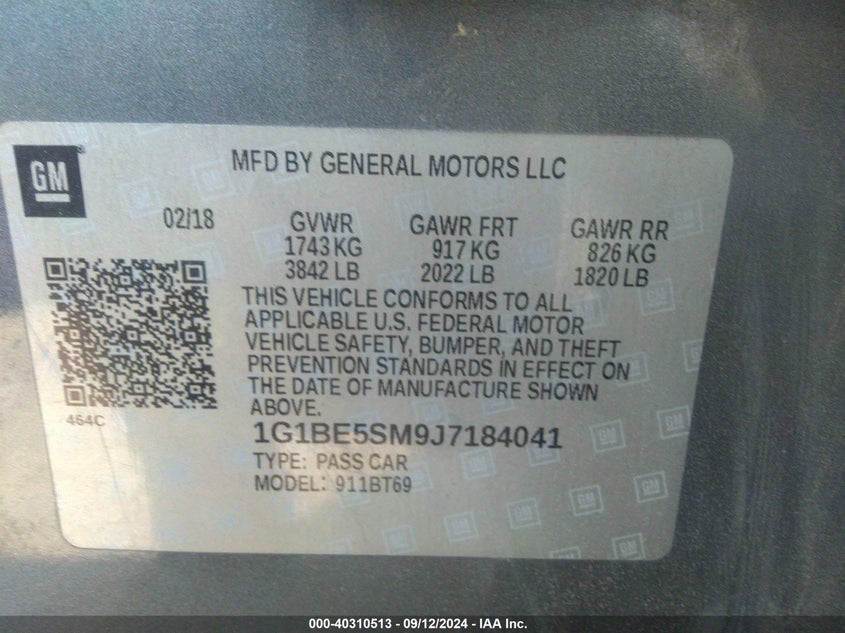 GM
MFD BY GENERAL MOTORS LLC
02/18 GVWR GAWR FRT GAWR RR
1743 KG 917 KG 826 KG
3842 LB 2022 LB 1820 LB
THIS VEHICLE CONFORMS TO ALL
APPLICABLE U.S. FEDERAL MOTOR
VEHICLE SAFETY, BUMPER, AND THEFT
PREVENTION STANDARDS IN EFFECT ON
THE DATE OF MANUFACTURE SHOWN
ABOVE.
464C
1G1BE5SM9J7184041
TYPE: PASS CAR
MODEL: 911BT69
000-40310513 - 09/12/2024 - IAA Inc.